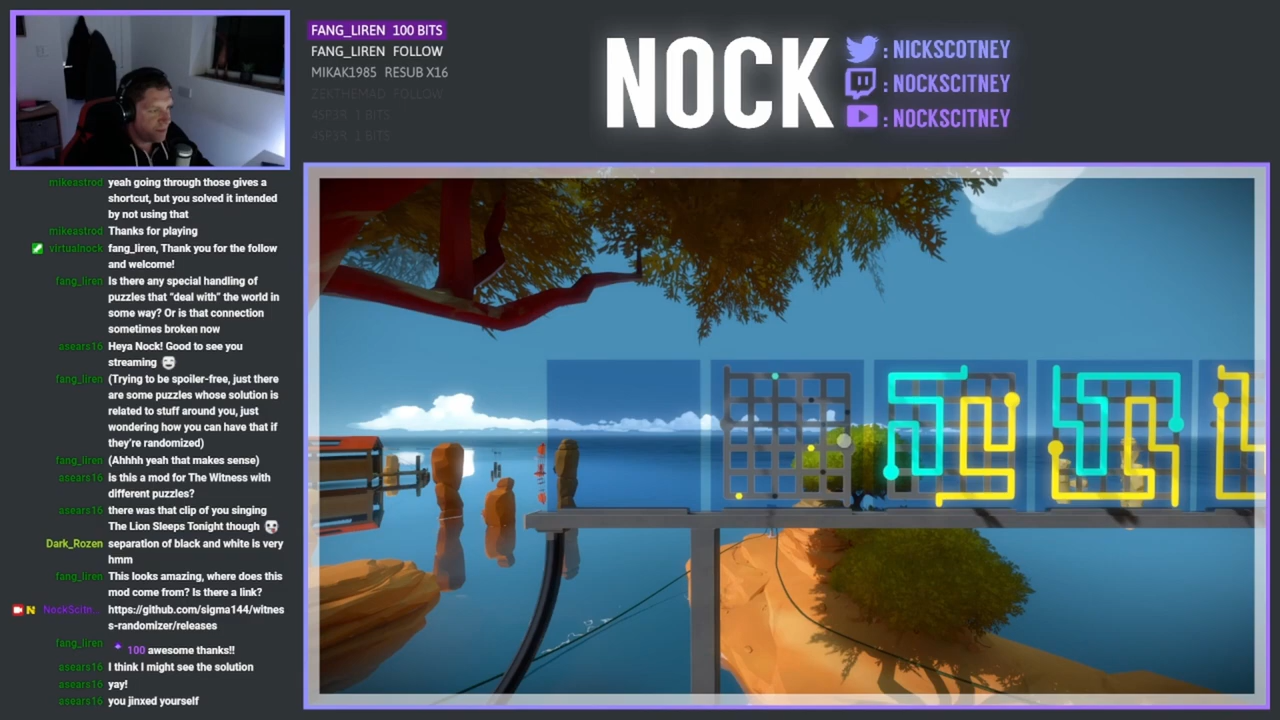 FANG_LIREN 100 BITS
FANG_LIREN FOLLOW
MIKAK1985 RESUB X16
ZEKTHEMAD FOLLOW
4SP3R 1 BITS
4SP3R 1 BITS
NOCK
: NICKSCOTNEY
: NOCKSCITNEY
: NOCKSCITNEY
mikeastrod yeah going through those gives a
shortcut, but you solved it intended
by not using that
mikeastrod Thanks for playing
virtualnock fang_liren, Thank you for the follow
and welcome!
fang_liren Is there any special handling of
puzzles that "deal with" the world in
some way? Or is that connection
sometimes broken now
asears16 Heya Nock! Good to see you
streaming
fang_liren (Trying to be spoiler-free, just there
are some puzzles whose solution is
related to stuff around you, just
wondering how you can have that if
they're randomized)
fang_liren (Ahhhh yeah that makes sense)
asears16 Is this a mod for The Witness with
different puzzles?
asears16 there was that clip of you singing
The Lion Sleeps Tonight though
Dark_Rozen separation of black and white is very
hmm
fang_liren This looks amazing, where does this
mod come from? Is there a link?
N NockScitn... https://github.com/sigma144/witnes
s-randomizer/releases
fang_liren 100 awesome thanks!!
asears16 I think I might see the solution
asears16 yay!
asears16 you jinxed yourself